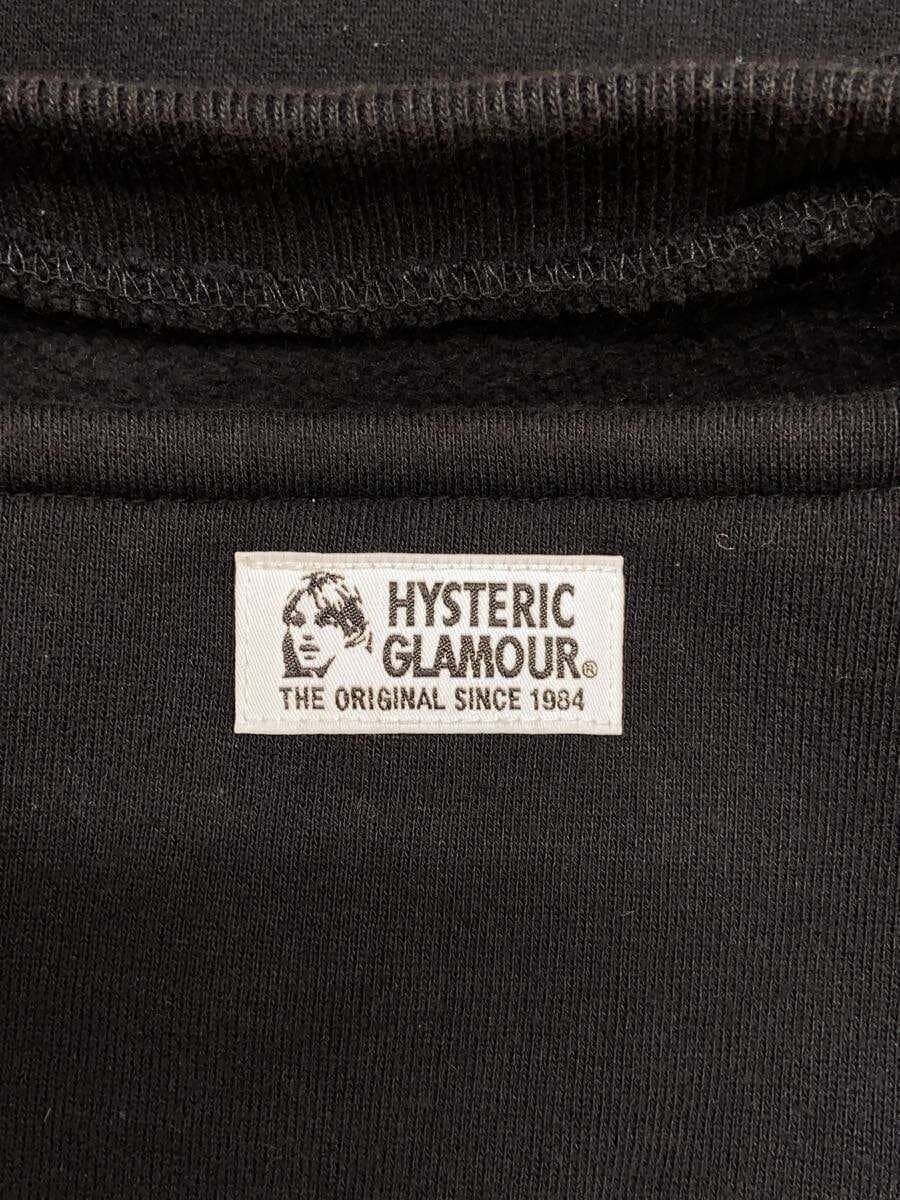 HYSTERIC
GLAMOUR®
THE ORIGINAL SINCE 1984